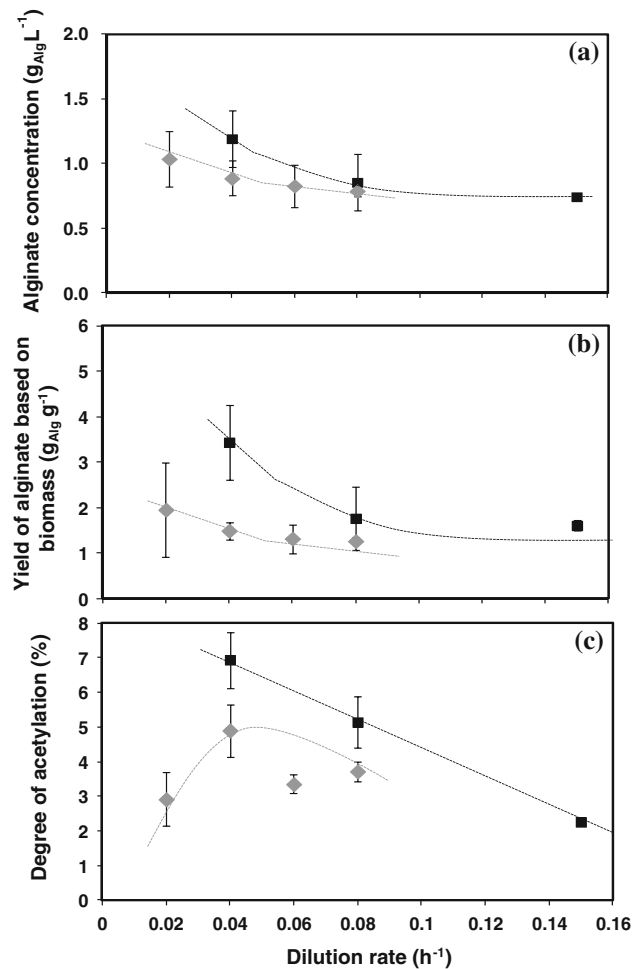 2.0
1.5
1.0
0.5
0.0
Alginate concentration (g_Alg L⁻¹)
(a)
6
5
4
3
2
1
0
Yield of alginate based on
biomass (g_Alg g⁻¹)
(b)
8
7
6
5
4
3
2
1
0
Degree of acetylation (%)
(c)
0 0.02 0.04 0.06 0.08 0.1 0.12 0.14 0.16
Dilution rate (h⁻¹)